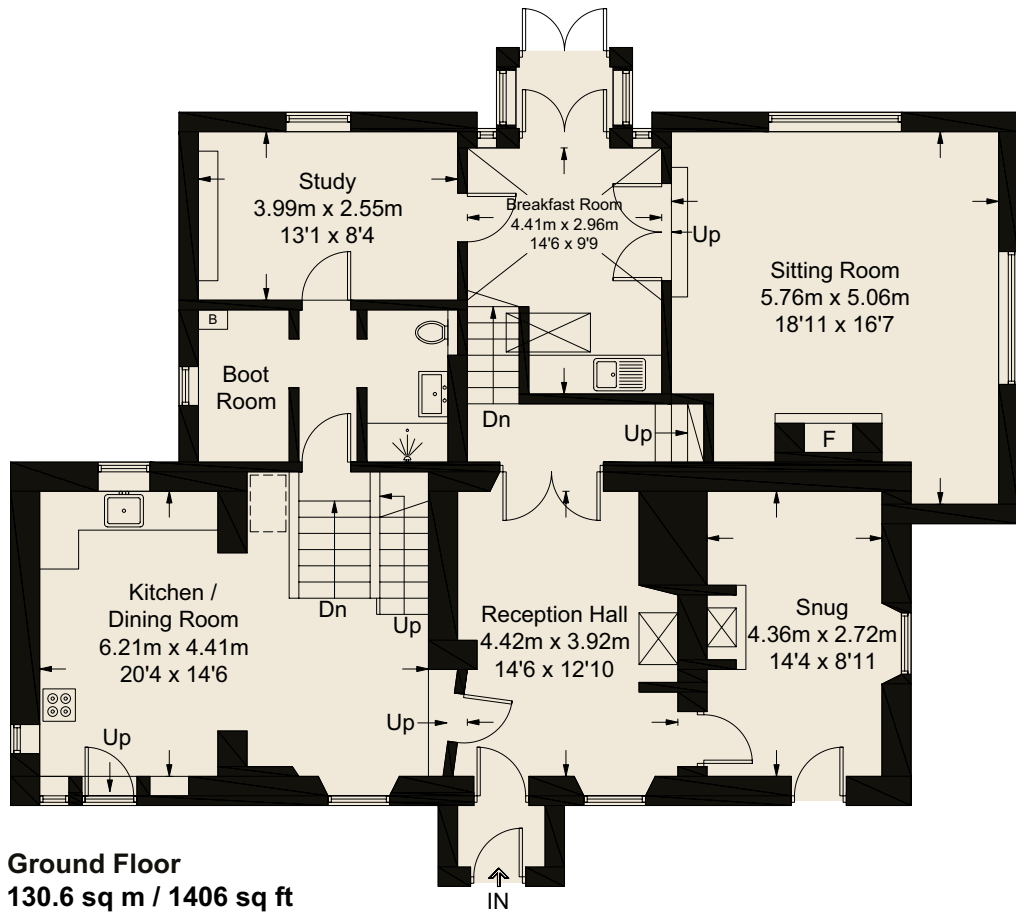 Study
3.99m x 2.55m
13'1 x 8'4
Breakfast Room
4.41m x 2.96m
14'6 x 9'9
Up
Sitting Room
5.76m x 5.06m
18'11 x 16'7
B
Boot
Room
Dn
Up
F
Kitchen /
Dining Room
6.21m x 4.41m
20'4 x 14'6
Dn
Up
Reception Hall
4.42m x 3.92m
14'6 x 12'10
Snug
4.36m x 2.72m
14'4 x 8'11
Up
Up
IN
Ground Floor
130.6 sq m / 1406 sq ft